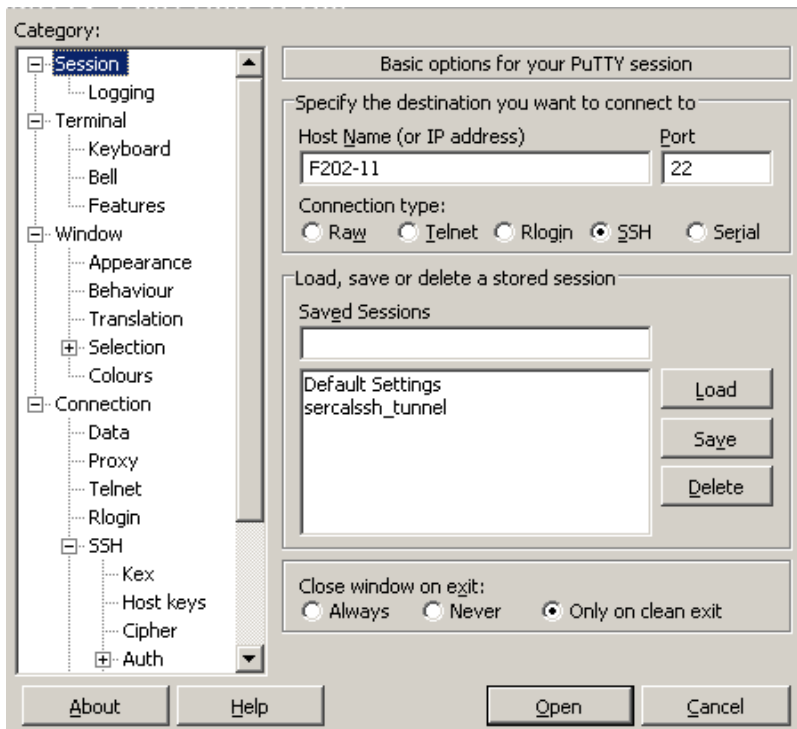 Category:
Session
Logging
Terminal
Keyboard
Bell
Features
Window
Appearance
Behaviour
Translation
Selection
Colours
Connection
Data
Proxy
Telnet
Rlogin
SSH
Kex
Host keys
Cipher
Auth
Basic options for your PuTTY session
Specify the destination you want to connect to
Host Name (or IP address) Port
F202-11 22
Connection type:
Raw Telnet Rlogin SSH Serial
Load, save or delete a stored session
Saved Sessions
Default Settings
sercalssh_tunnel
Load
Save
Delete
Close window on exit:
Always Never Only on clean exit
About Help Open Cancel